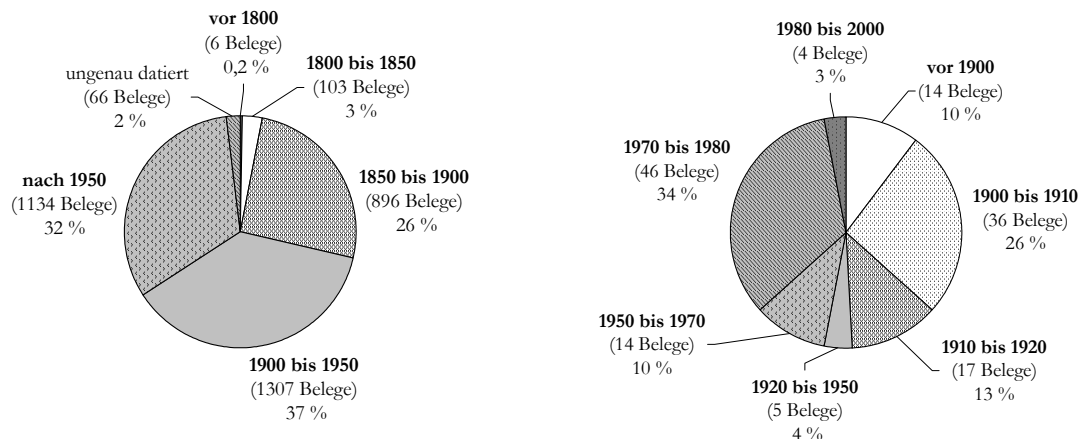 vor 1800
(6 Belege)
0,2 %
1800 bis 1850
(103 Belege)
3 %
1850 bis 1900
(896 Belege)
26 %
1900 bis 1950
(1307 Belege)
37 %
nach 1950
(1134 Belege)
32 %
ungenau datiert
(66 Belege)
2 %
vor 1900
(14 Belege)
10 %
1900 bis 1910
(36 Belege)
26 %
1910 bis 1920
(17 Belege)
13 %
1920 bis 1950
(5 Belege)
4 %
1950 bis 1970
(14 Belege)
10 %
1970 bis 1980
(46 Belege)
34 %
1980 bis 2000
(4 Belege)
3 %